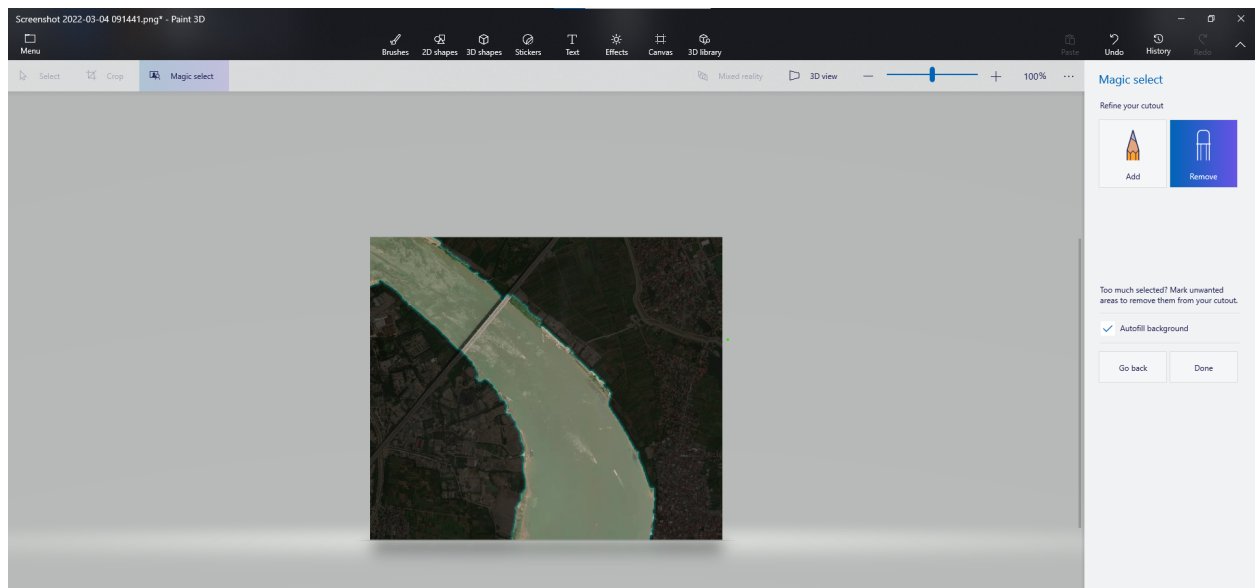 Screenshot 2022-03-04 091441.png* - Paint 3D
Menu
Brushes 2D shapes 3D shapes Stickers Text Effects Canvas 3D library
Paste Undo History Redo
Select Crop Magic select
Mixed reality 3D view 100%
Magic select
Refine your cutout
Add Remove
Too much selected? Mark unwanted
areas to remove them from your cutout.
Autofill background
Go back Done